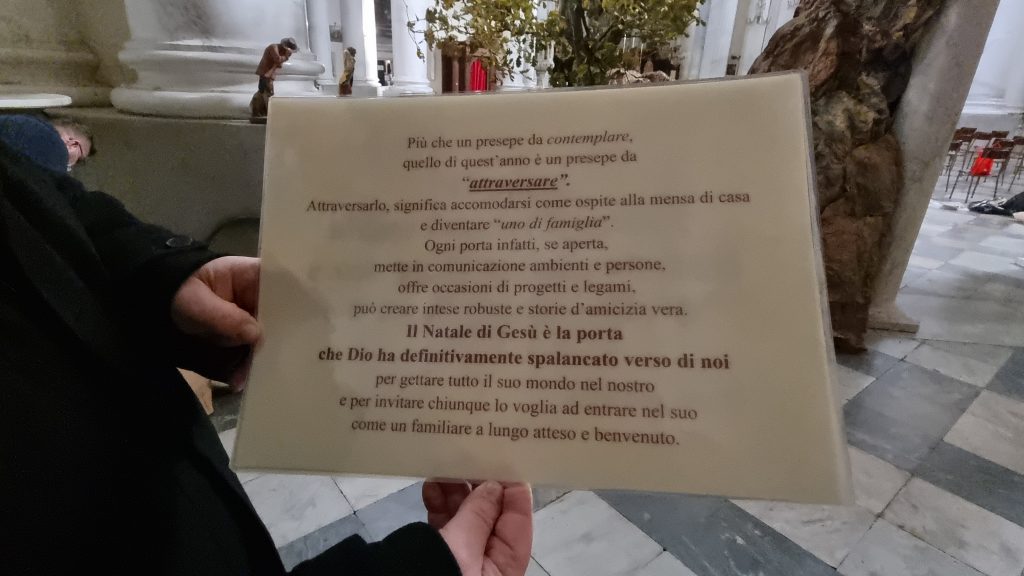 Più che un presepe da contemplare,
quello di quest'anno è un presepe da
"attraversare".
Attraversarlo, significa accomodarsi come ospite alla mensa di casa
e diventare "uno di famiglia".
Ogni porta infatti, se aperta,
mette in comunicazione ambienti e persone,
offre occasioni di progetti e legami,
può creare intese robuste e storie d'amicizia vera.
Il Natale di Gesù è la porta
che Dio ha definitivamente spalancato verso di noi
per gettare tutto il suo mondo nel nostro
e per invitare chiunque lo voglia ad entrare nel suo
come un familiare a lungo atteso e benvenuto.